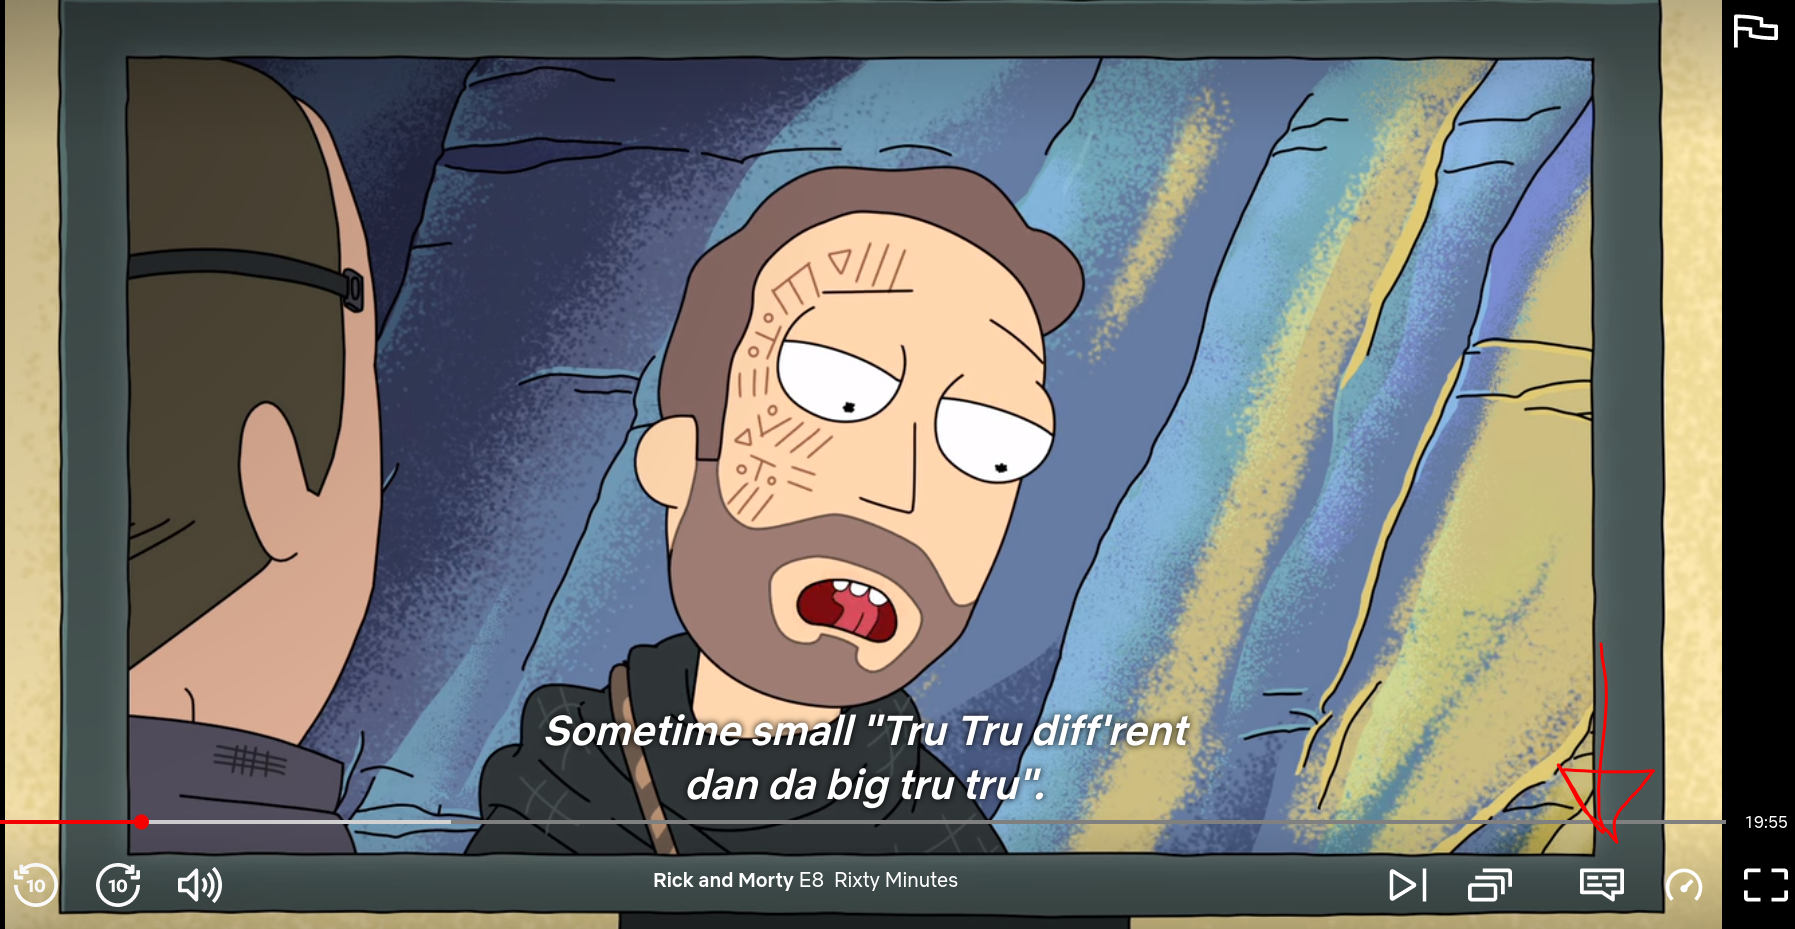 Sometime small "Tru Tru diff'rent
dan da big tru tru".
19:55
10
10
Rick and Morty E8 Rixty Minutes